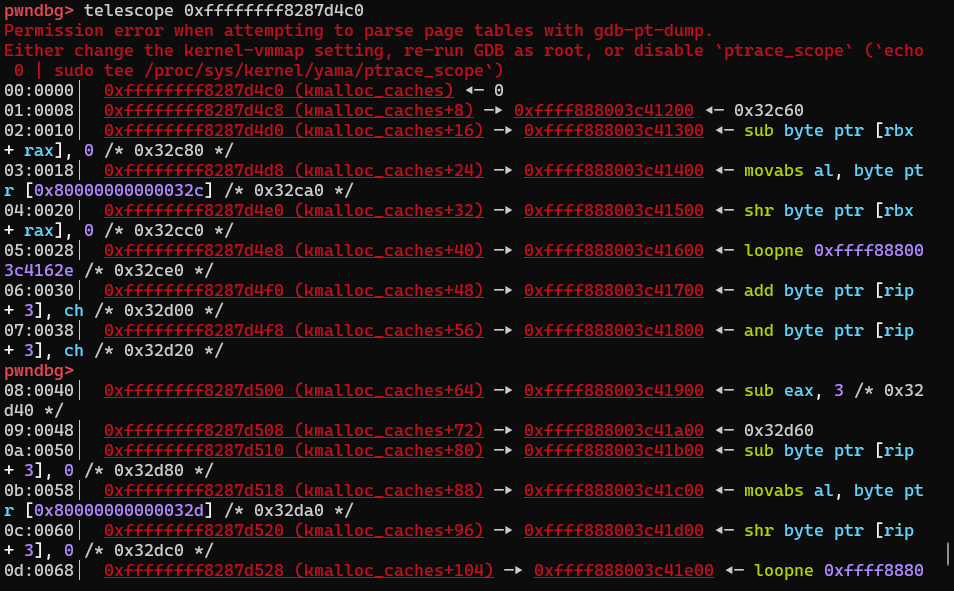 pwndbg> telescope 0xffffffff8287d4c0
Permission error when attempting to parse page tables with gdb-pt-dump.
Either change the kernel-vmmap setting, re-run GDB as root, or disable `ptrace_scope` (`echo
 0 | sudo tee /proc/sys/kernel/yama/ptrace_scope`)
00:0000│  0xffffffff8287d4c0 (kmalloc_caches) ◂— 0
01:0008│  0xffffffff8287d4c8 (kmalloc_caches+8) —▸ 0xffff888003c41200 ◂— 0x32c60
02:0010│  0xffffffff8287d4d0 (kmalloc_caches+16) —▸ 0xffff888003c41300 ◂— sub byte ptr [rbx
+ rax], 0 /* 0x32c80 */
03:0018│  0xffffffff8287d4d8 (kmalloc_caches+24) —▸ 0xffff888003c41400 ◂— movabs al, byte pt
r [0x80000000000032c] /* 0x32ca0 */
04:0020│  0xffffffff8287d4e0 (kmalloc_caches+32) —▸ 0xffff888003c41500 ◂— shr byte ptr [rbx
+ rax], 0 /* 0x32cc0 */
05:0028│  0xffffffff8287d4e8 (kmalloc_caches+40) —▸ 0xffff888003c41600 ◂— loopne 0xffff88800
3c4162e /* 0x32ce0 */
06:0030│  0xffffffff8287d4f0 (kmalloc_caches+48) —▸ 0xffff888003c41700 ◂— add byte ptr [rip
+ 3], ch /* 0x32d00 */
07:0038│  0xffffffff8287d4f8 (kmalloc_caches+56) —▸ 0xffff888003c41800 ◂— and byte ptr [rip
+ 3], ch /* 0x32d20 */
pwndbg>
08:0040│  0xffffffff8287d500 (kmalloc_caches+64) —▸ 0xffff888003c41900 ◂— sub eax, 3 /* 0x32
d40 */
09:0048│  0xffffffff8287d508 (kmalloc_caches+72) —▸ 0xffff888003c41a00 ◂— 0x32d60
0a:0050│  0xffffffff8287d510 (kmalloc_caches+80) —▸ 0xffff888003c41b00 ◂— sub byte ptr [rip
+ 3], 0 /* 0x32d80 */
0b:0058│  0xffffffff8287d518 (kmalloc_caches+88) —▸ 0xffff888003c41c00 ◂— movabs al, byte pt
r [0x80000000000032d] /* 0x32da0 */
0c:0060│  0xffffffff8287d520 (kmalloc_caches+96) —▸ 0xffff888003c41d00 ◂— shr byte ptr [rip
+ 3], 0 /* 0x32dc0 */
0d:0068│  0xffffffff8287d528 (kmalloc_caches+104) —▸ 0xffff888003c41e00 ◂— loopne 0xffff8880